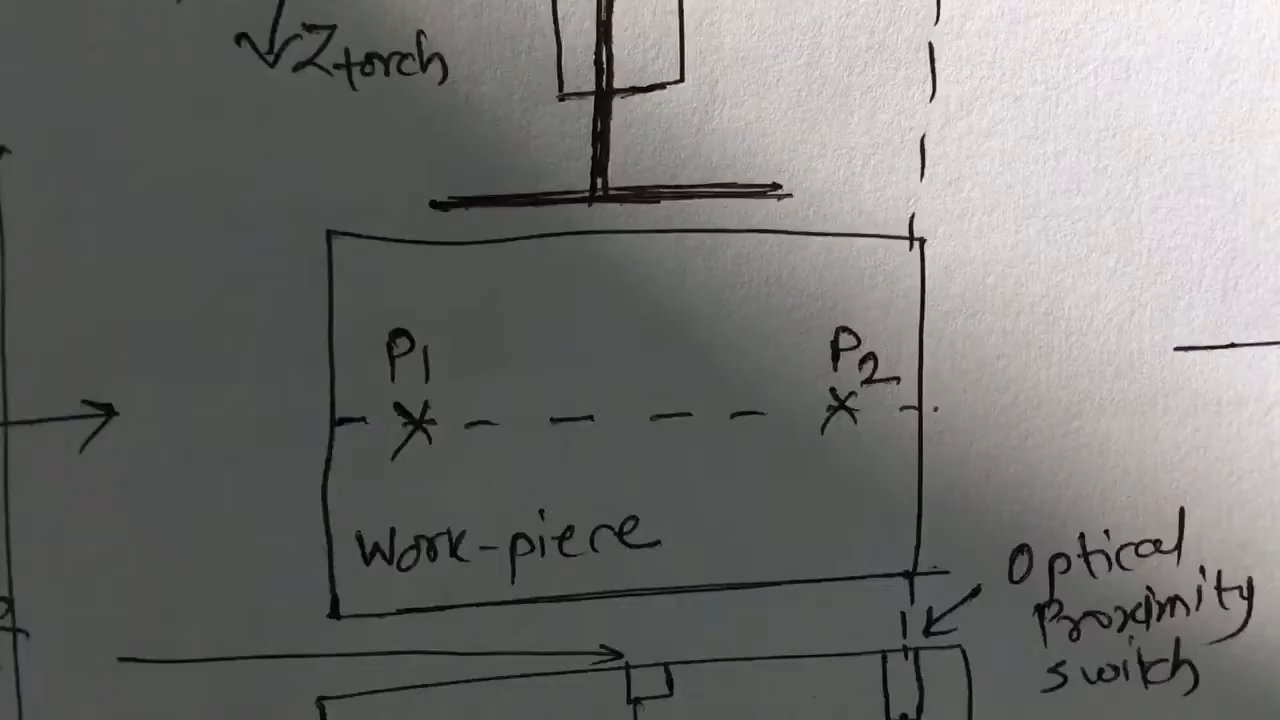 Ztorch
P1
P2
Work-piere
Optical
Proximity
switch